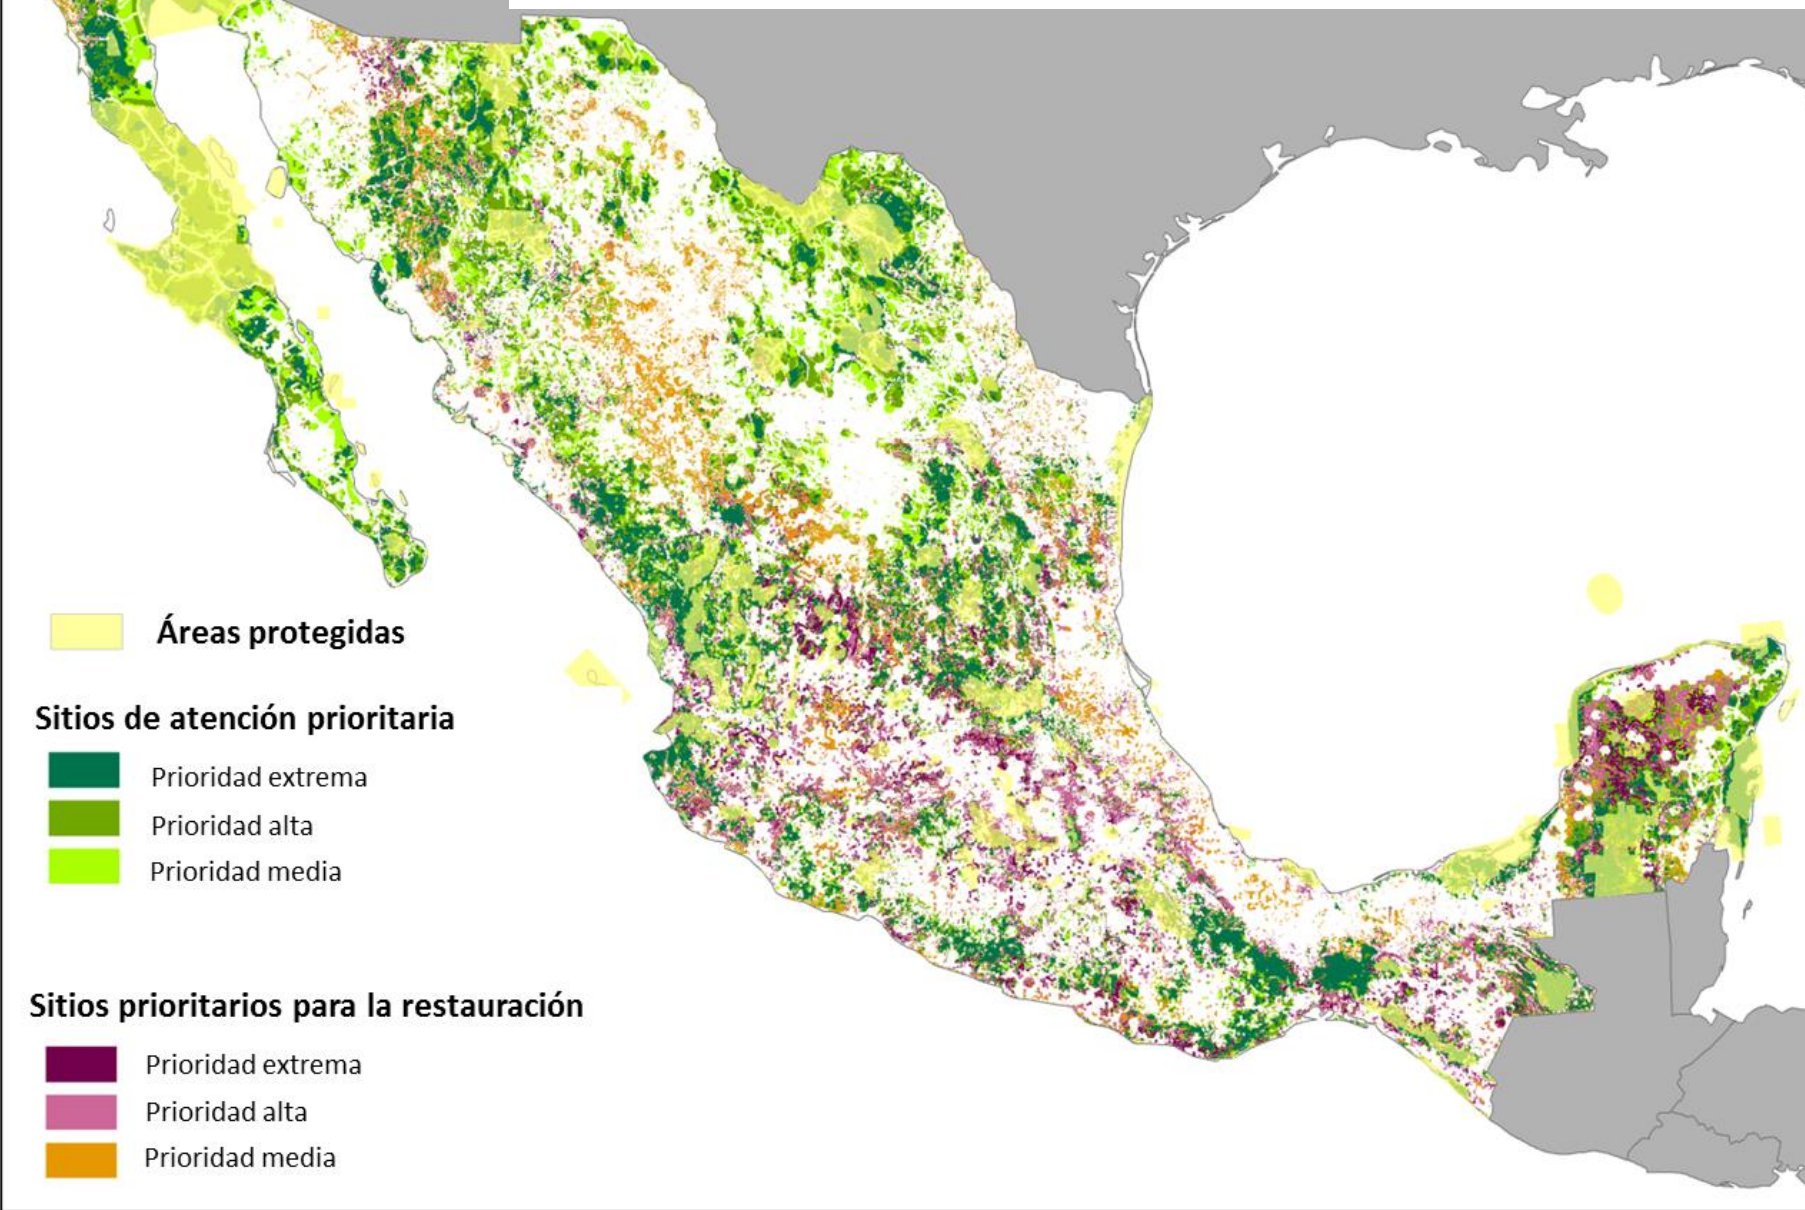 Áreas protegidas
Sitios de atención prioritaria
Prioridad extrema
Prioridad alta
Prioridad media
Sitios prioritarios para la restauración
Prioridad extrema
Prioridad alta
Prioridad media